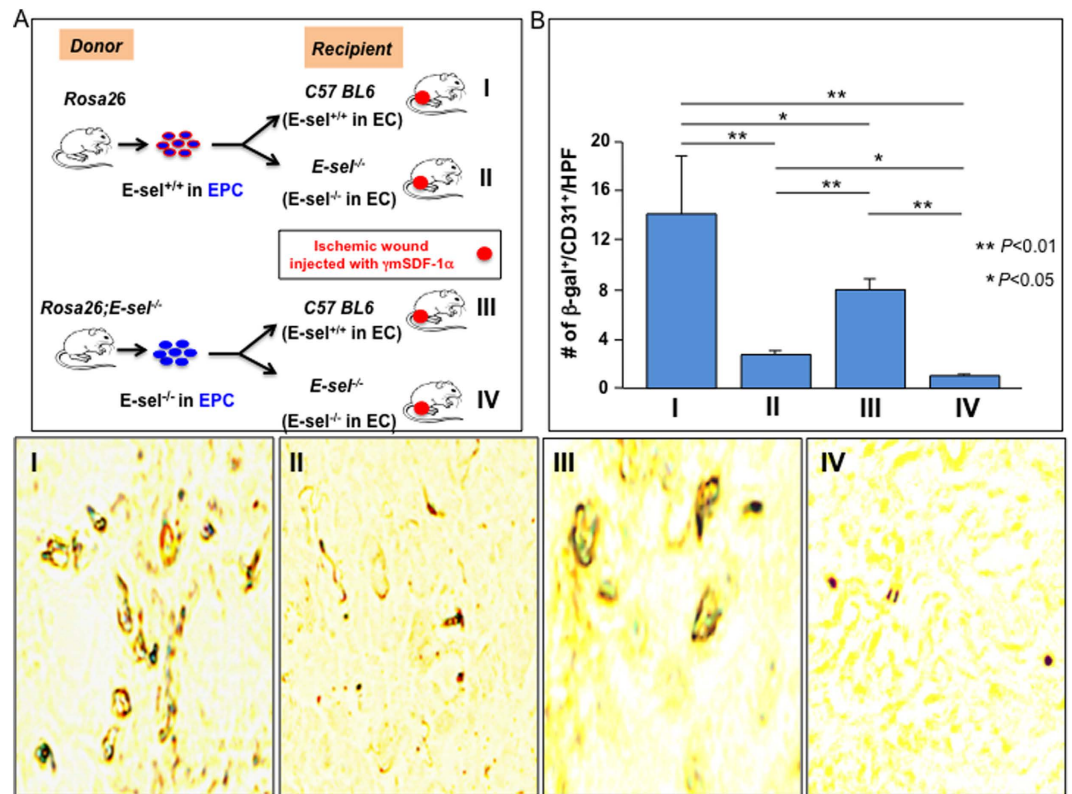 A
Donor
Recipient
Rosa26
C57 BL6
(E-sel+/+ in EC)
I
E-sel+/+ in EPC
E-sel-/-
(E-sel-/- in EC)
II
Ischemic wound
injected with γmSDF-1α
Rosa26;E-sel-/-
C57 BL6
(E-sel+/+ in EC)
III
E-sel-/- in EPC
E-sel-/-
(E-sel-/- in EC)
IV
B
# of β-gal+/CD31+/HPF
20
16
12
8
4
0
**
*
**
*
**
**
** P<0.01
* P<0.05
I II III IV
I
II
III
IV